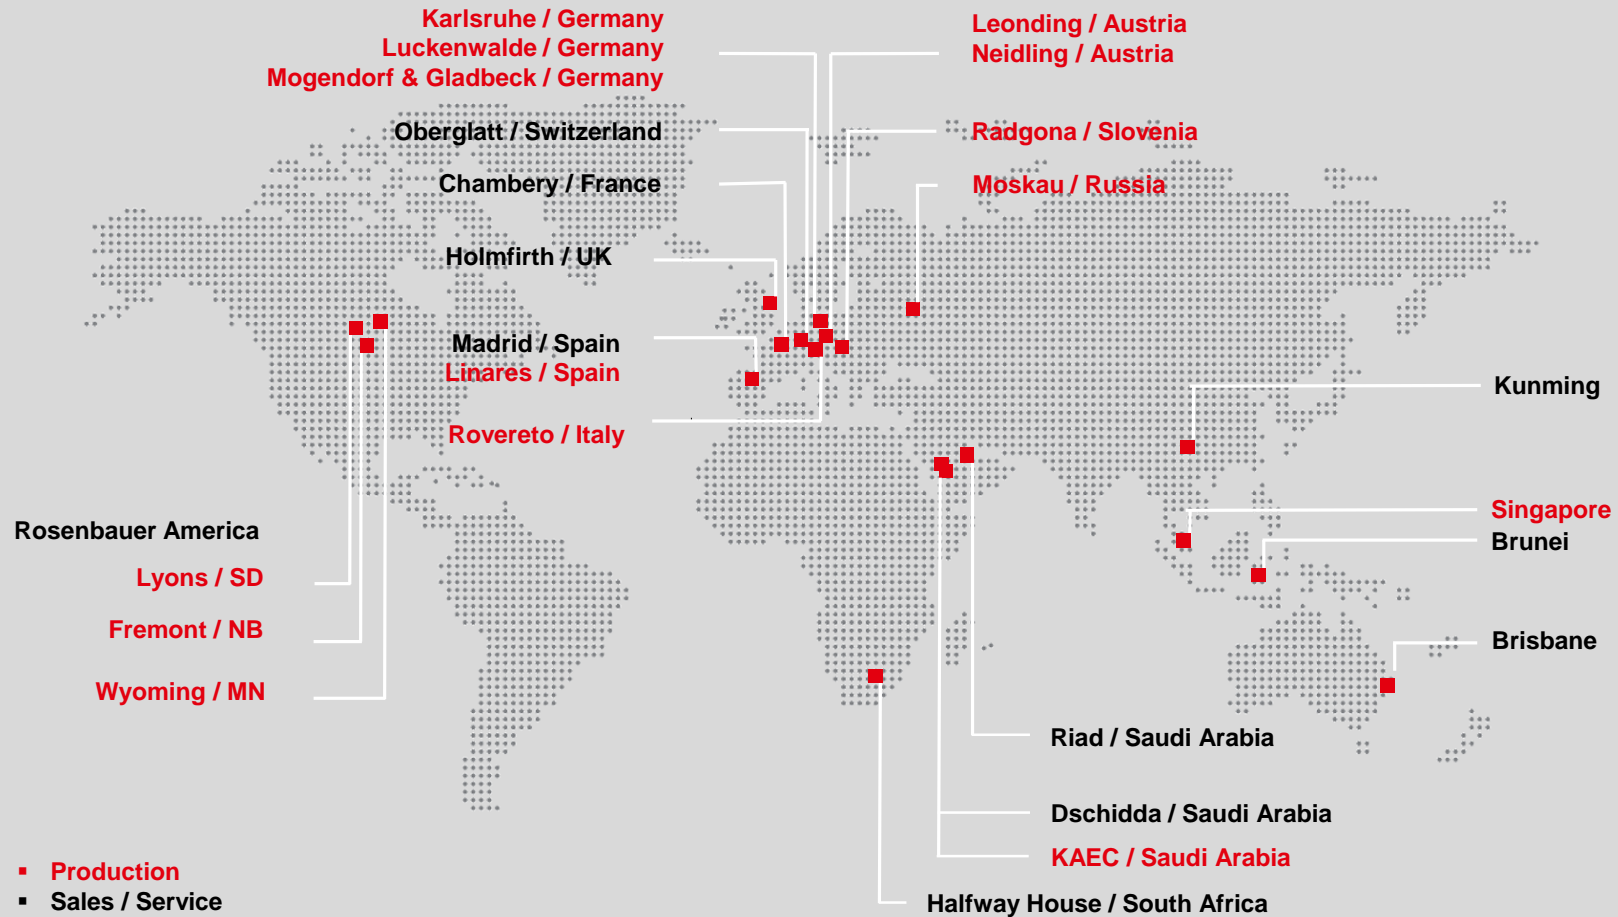 Karlsruhe / Germany
Luckenwalde / Germany
Mogendorf & Gladbeck / Germany
Oberglatt / Switzerland
Chambery / France
Holmfirth / UK
Madrid / Spain
Linares / Spain
Rovereto / Italy
Leonding / Austria
Neidling / Austria
Radgona / Slovenia
Moskau / Russia
Kunming
Singapore
Brunei
Brisbane
Rosenbauer America
Lyons / SD
Fremont / NB
Wyoming / MN
Riad / Saudi Arabia
Dschidda / Saudi Arabia
KAEC / Saudi Arabia
Halfway House / South Africa
▪ Production
▪ Sales / Service